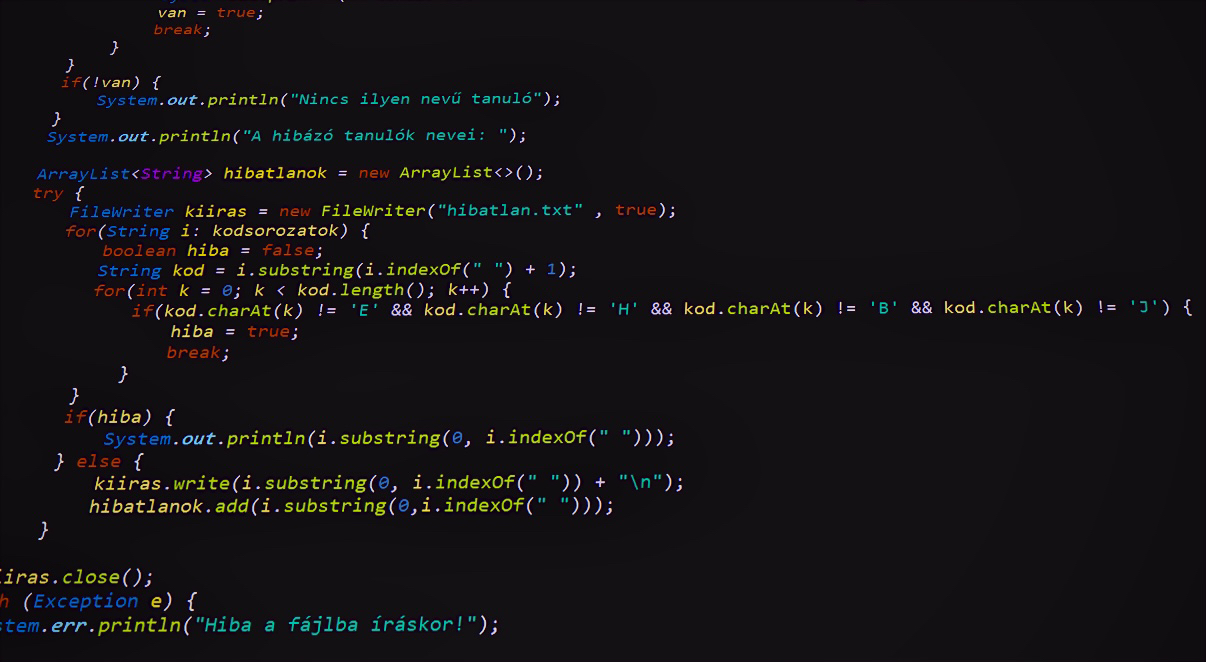 van = true;
break;
}
}
if(!van) {
System.out.println("Nincs ilyen nevű tanuló");
}
System.out.println("A hibázó tanulók nevei: ");
ArrayList<String> hibatlanok = new ArrayList<>();
try {
FileWriter kiiras = new FileWriter("hibatlan.txt" , true);
for(String i: kodsorozatok) {
boolean hiba = false;
String kod = i.substring(i.indexOf(" ") + 1);
for(int k = 0; k < kod.length(); k++) {
if(kod.charAt(k) != 'E' && kod.charAt(k) != 'H' && kod.charAt(k) != 'B' && kod.charAt(k) != 'J') {
hiba = true;
break;
}
}
if(hiba) {
System.out.println(i.substring(0, i.indexOf(" ")));
} else {
kiiras.write(i.substring(0, i.indexOf(" ")) + "\n");
hibatlanok.add(i.substring(0,i.indexOf(" ")));
}
iras.close();
h (Exception e) {
stem.err.println("Hiba a fájlba íráskor!");